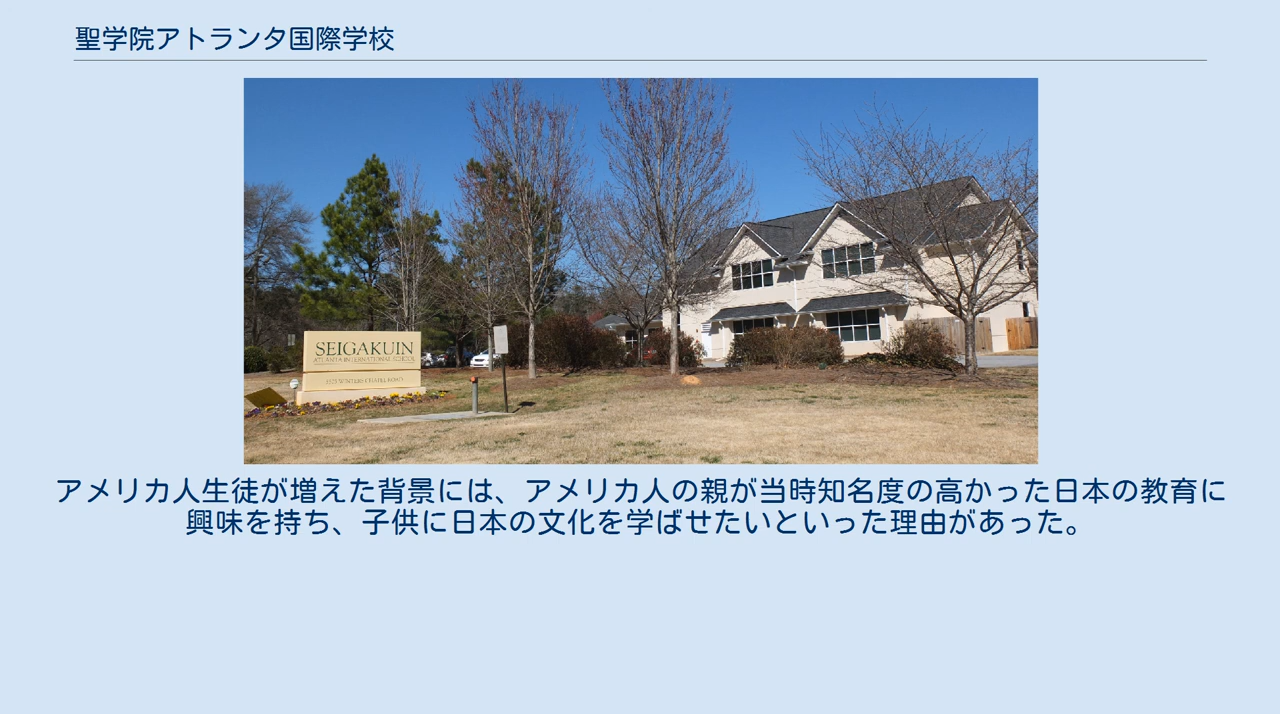 聖学院アトランタ国際学校
SEIGAKUIN
ATLANTA INTERNATIONAL SCHOOL
アメリカ人生徒が増えた背景には、アメリカ人の親が当時知名度の高かった日本の教育に
興味を持ち、子供に日本の文化を学ばせたいといった理由があった。